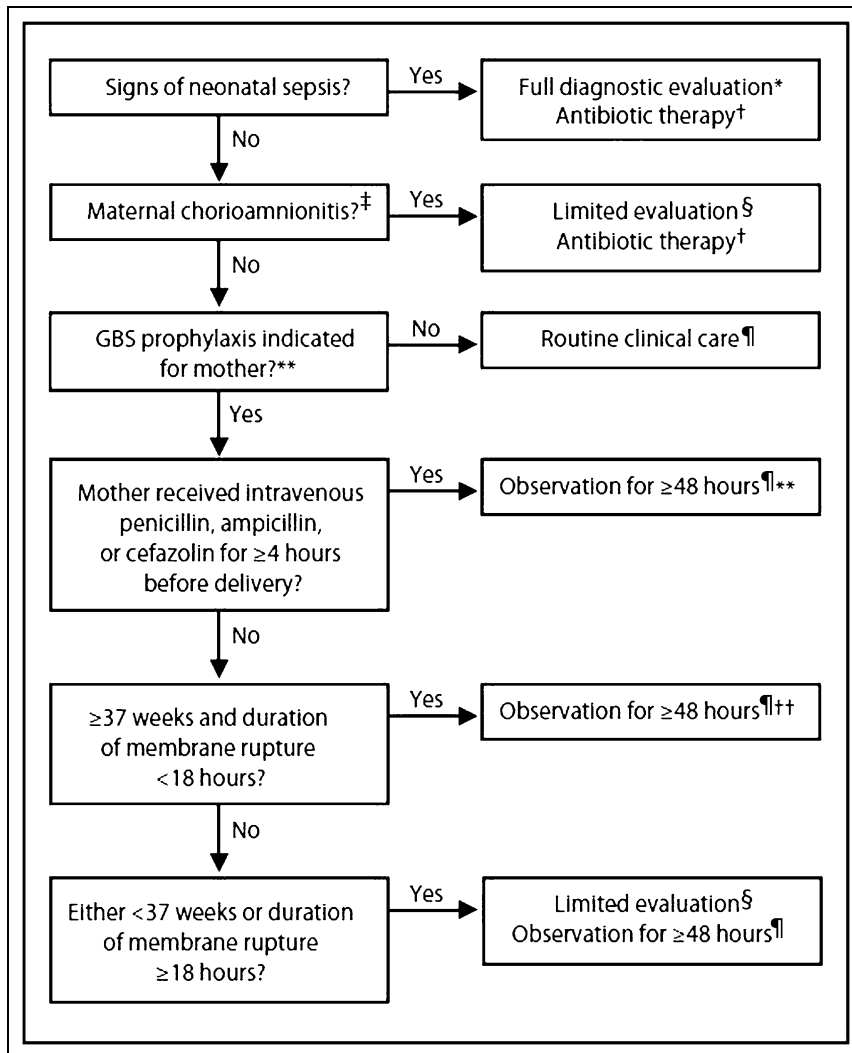 Signs of neonatal sepsis?
Yes
Full diagnostic evaluation*
Antibiotic therapy†
No
Maternal chorioamnionitis?‡
Yes
Limited evaluation§
Antibiotic therapy†
No
GBS prophylaxis indicated
for mother?**
No
Routine clinical care¶
Yes
Mother received intravenous
penicillin, ampicillin,
or cefazolin for ≥4 hours
before delivery?
Yes
Observation for ≥48 hours¶**
No
≥37 weeks and duration
of membrane rupture
<18 hours?
Yes
Observation for ≥48 hours¶††
No
Either <37 weeks or duration
of membrane rupture
≥18 hours?
Yes
Limited evaluation§
Observation for ≥48 hours¶